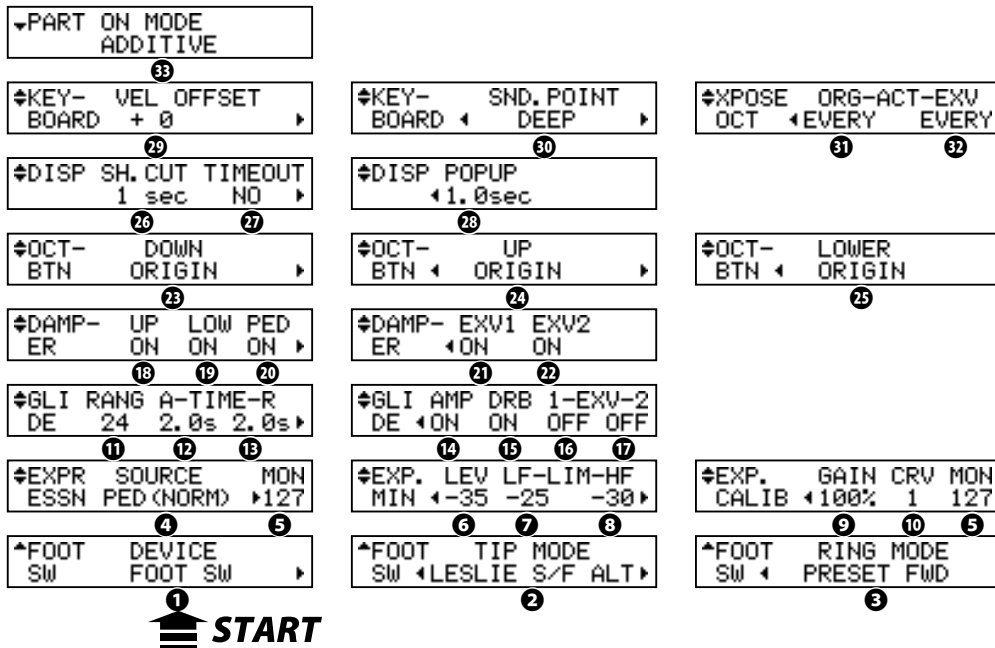 PART ON MODE
ADDITIVE
33
KEY- VEL OFFSET
BOARD + 0
29
KEY- SND.POINT
BOARD DEEP
30
XPOSE ORG-ACT-EXV
OCT EVERY EVERY
31 32
DISP SH.CUT TIMEOUT
1 sec NO
26 27
DISP POPUP
1.0sec
28
OCT- DOWN
BTN ORIGIN
23
OCT- UP
BTN ORIGIN
24
OCT- LOWER
BTN ORIGIN
25
DAMP- UP LOW PED
ER ON ON ON
18 19 20
DAMP- EXV1 EXV2
ER ON ON
21 22
GLI RANG A-TIME-R
DE 24 2.0s 2.0s
11 12 13
GLI AMP DRB 1-EXV-2
DE ON ON OFF OFF
14 15 16 17
EXPR SOURCE MON
ESSN PED(NORM) 127
4 5
EXP. LEV LF-LIM-HF
MIN -35 -25 -30
6 7 8
EXP. GAIN CRV MON
CALIB 100% 1 127
9 10 5
FOOT DEVICE
SW FOOT SW
1
FOOT TIP MODE
SW LESLIE S/F ALT
2
FOOT RING MODE
SW PRESET FWD
3
START